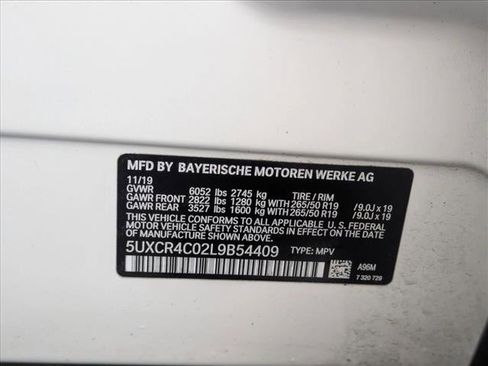 MFD BY BAYERISCHE MOTOREN WERKE AG
11/19
GVWR 6052 lbs 2745 kg TIRE / RIM
GAWR FRONT 2822 lbs 1280 kg WITH 265/50 R19 /9.0J x 19
GAWR REAR 3527 lbs 1600 kg WITH 265/50 R19 /9.0J x 19
THIS VEHICLE CONFORMS TO ALL APPLICABLE U. S. FEDERAL
MOTOR VEHICLE SAFETY STANDARDS IN EFFECT ON THE
DATE OF MANUFACTURE SHOWN ABOVE.
5UXCR4C02L9B54409 TYPE: MPV
A96M
7 320 729